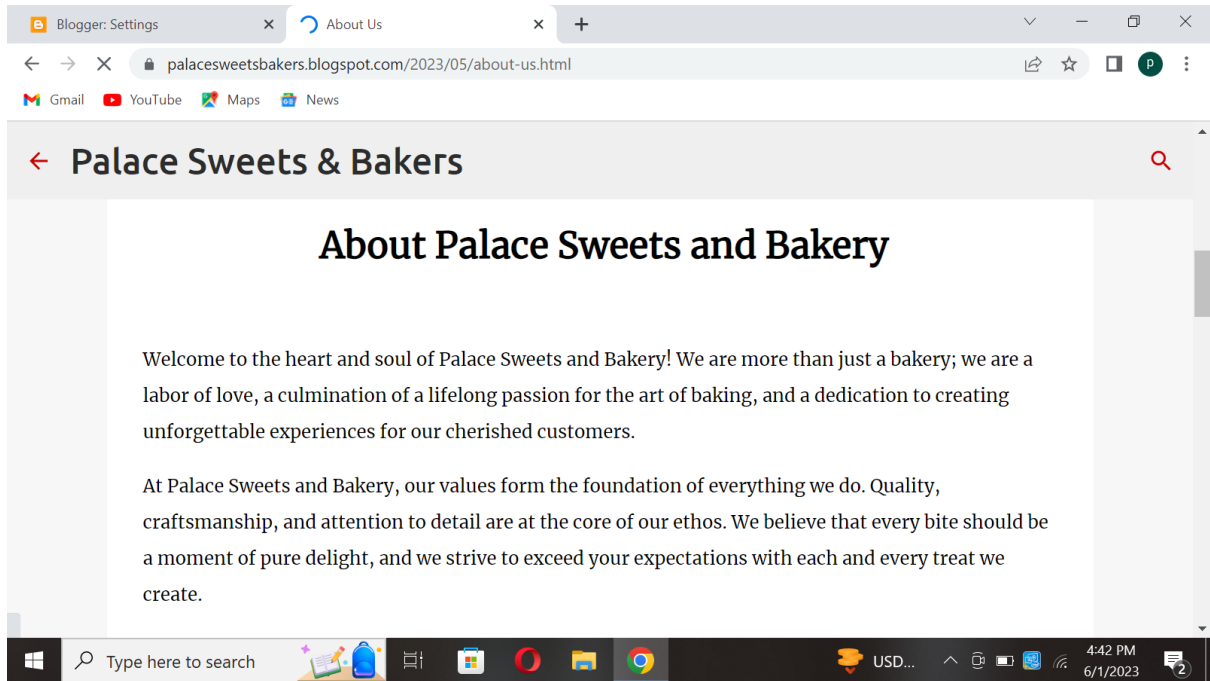 Blogger: Settings
About Us
palacesweetsbakers.blogspot.com/2023/05/about-us.html
P
Gmail
YouTube
Maps
News
Palace Sweets & Bakers
About Palace Sweets and Bakery
Welcome to the heart and soul of Palace Sweets and Bakery! We are more than just a bakery; we are a
labor of love, a culmination of a lifelong passion for the art of baking, and a dedication to creating
unforgettable experiences for our cherished customers.
At Palace Sweets and Bakery, our values form the foundation of everything we do. Quality,
craftsmanship, and attention to detail are at the core of our ethos. We believe that every bite should be
a moment of pure delight, and we strive to exceed your expectations with each and every treat we
create.
Type here to search
USD...
4:42 PM
6/1/2023
2